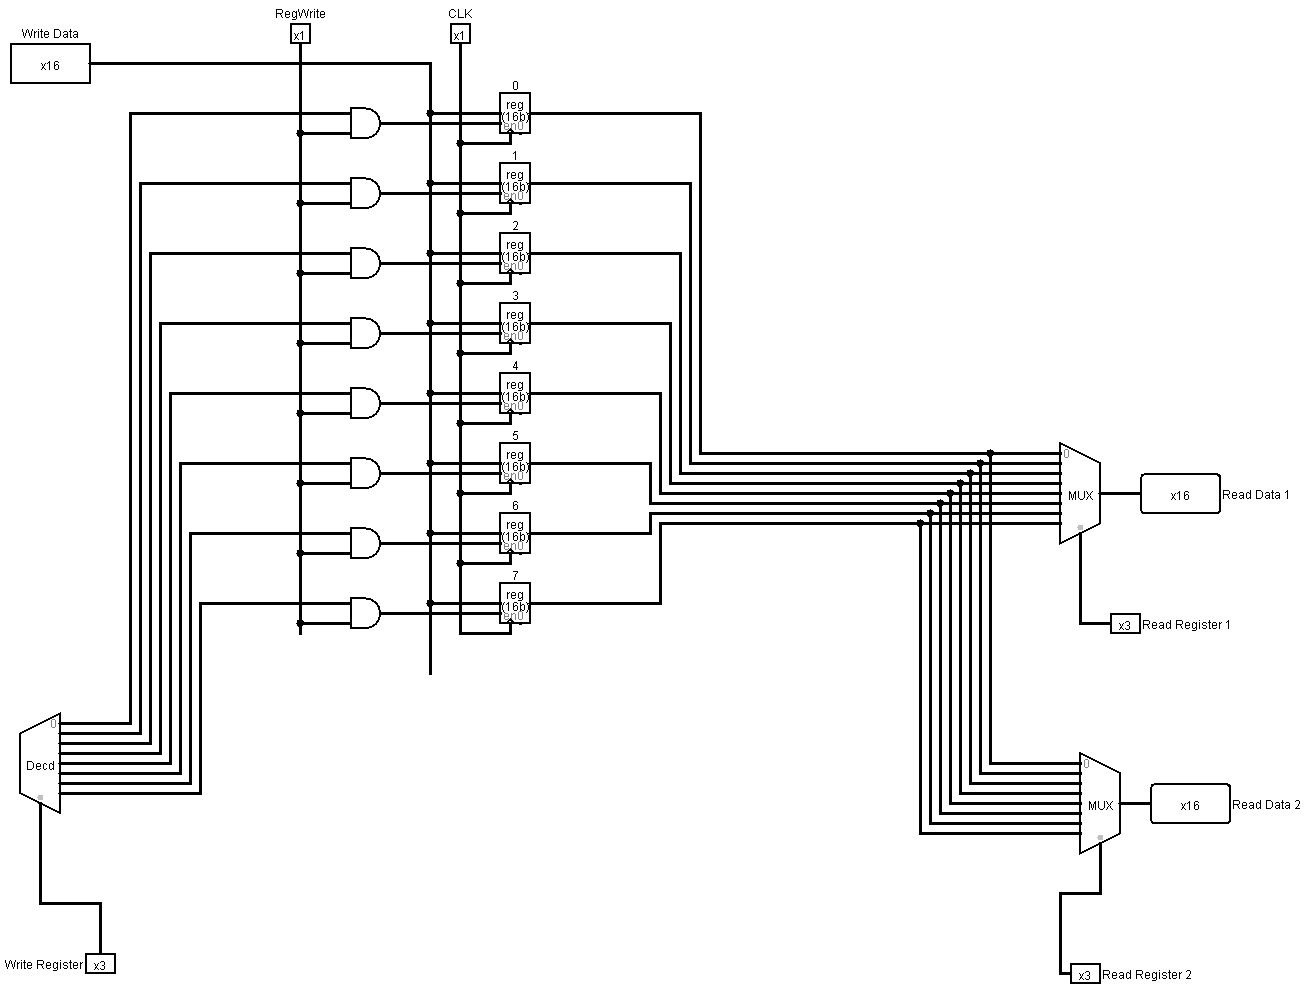 RegWrite
CLK
Write Data
x1
x1
x16
0
reg
(16b)
en0
1
reg
(16b)
en0
2
reg
(16b)
en0
3
reg
(16b)
en0
4
reg
(16b)
en0
5
reg
(16b)
en0
6
reg
(16b)
en0
7
reg
(16b)
en0
0
MUX
x16 Read Data 1
x3 Read Register 1
0
Decd
0
MUX
x16 Read Data 2
Write Register x3
x3 Read Register 2